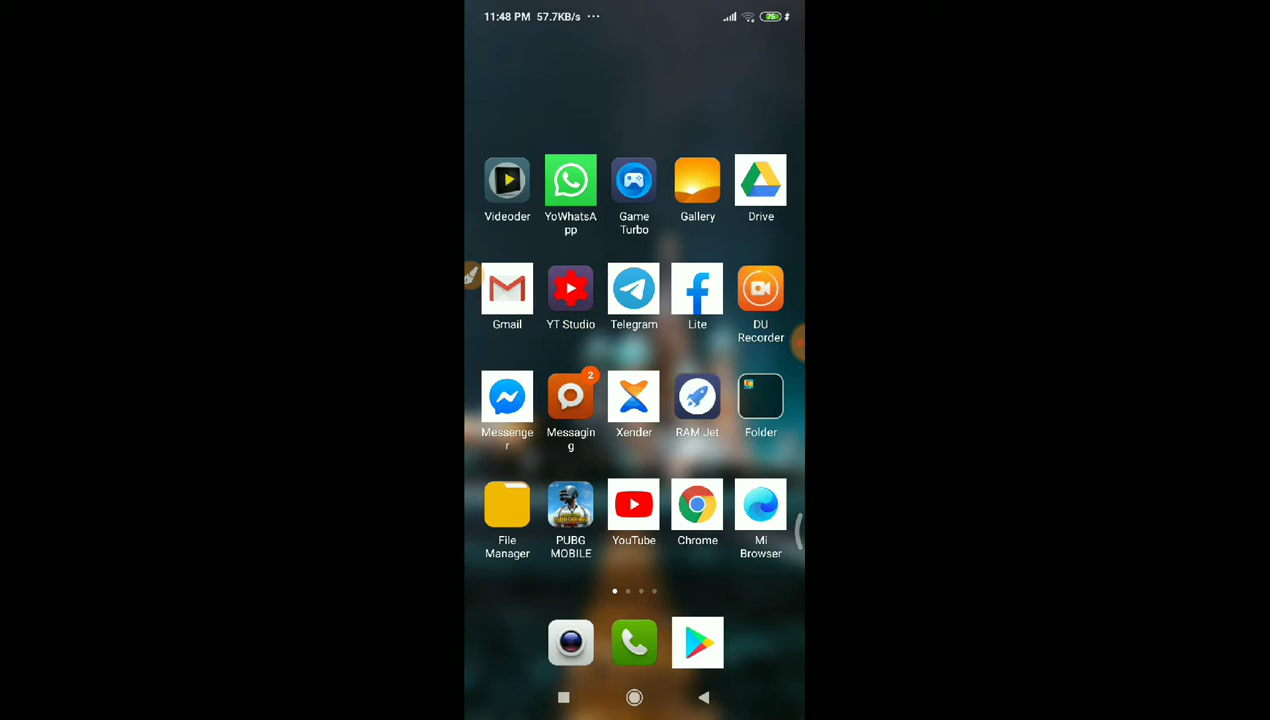 11:48 PM 57.7KB/s ...
75
Videoder
YoWhatsA
pp
Game
Turbo
Gallery
Drive
Gmail
YT Studio
Telegram
Lite
DU
Recorder
2
Messenge
r
Messagin
g
Xender
RAM Jet
Folder
File
Manager
PUBG
MOBILE
YouTube
Chrome
Mi
Browser